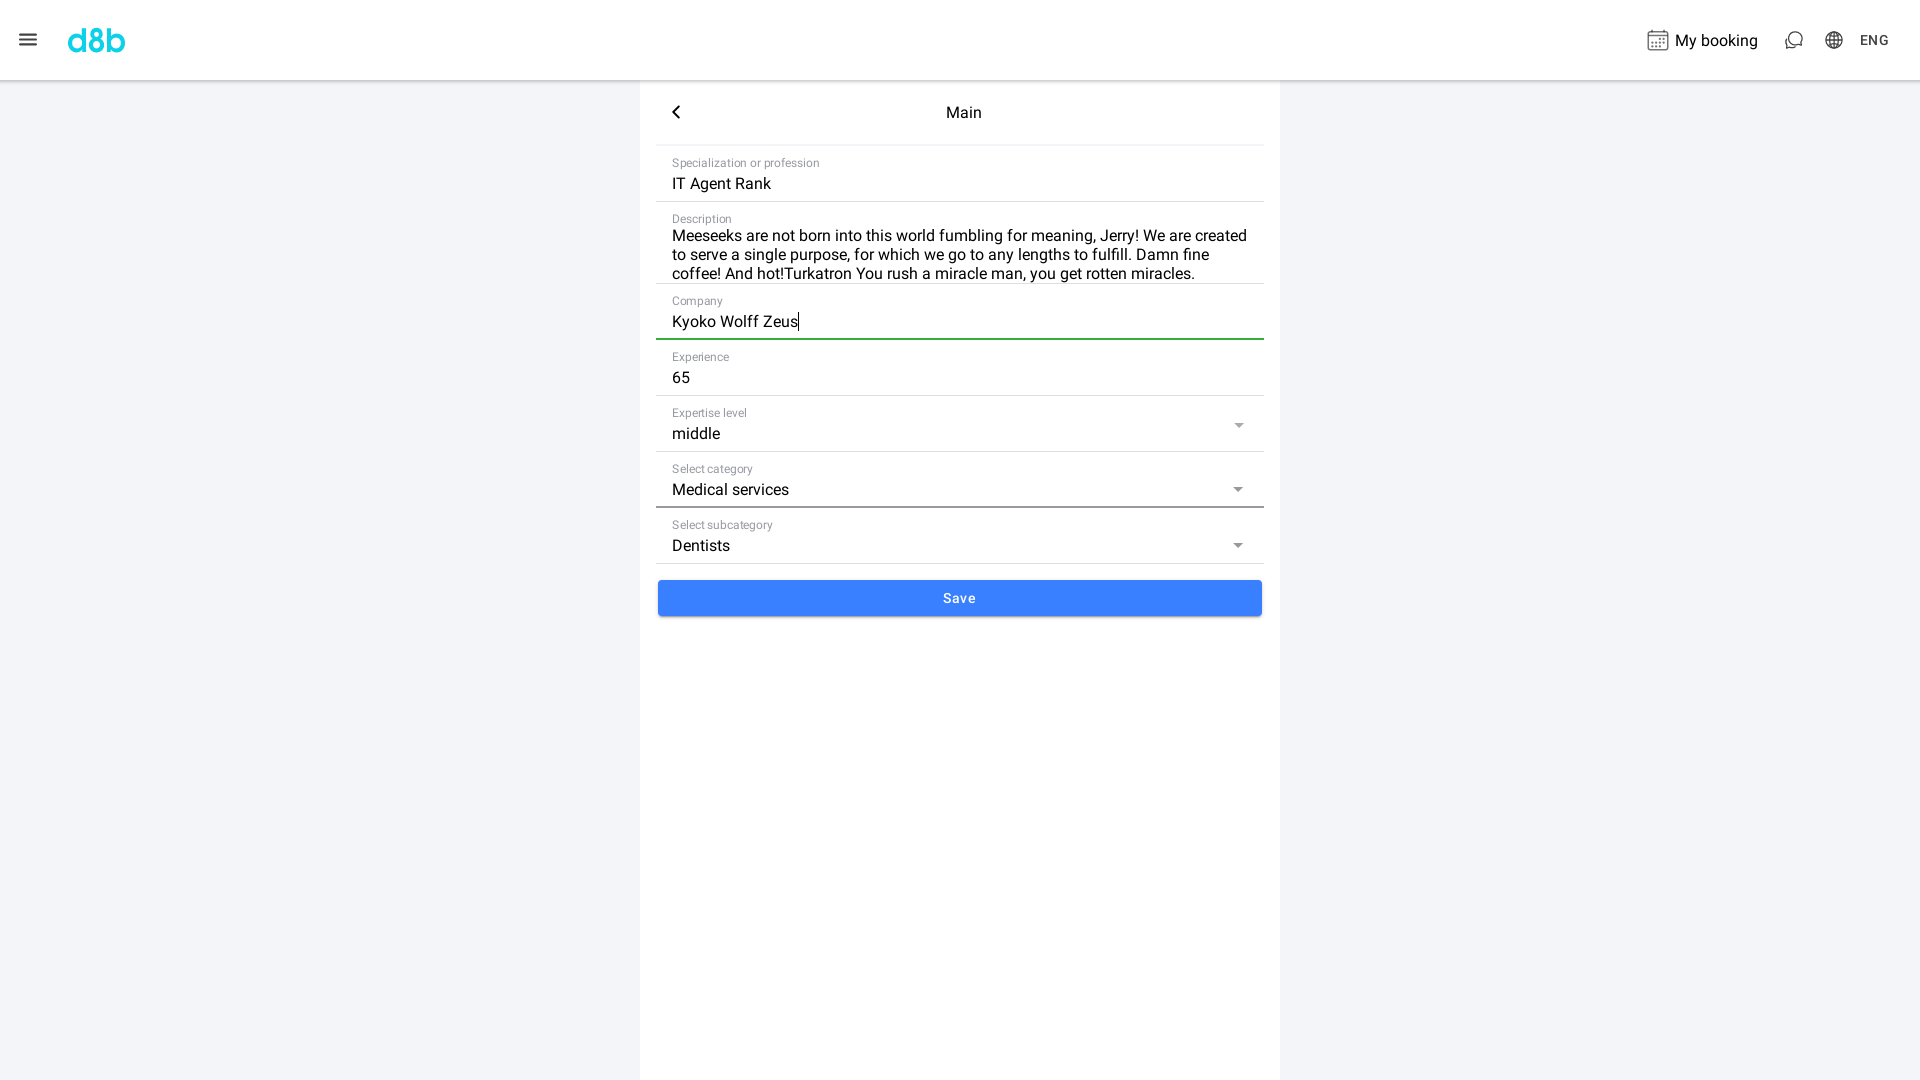 d8b
My booking
ENG
Main
Specialization or profession
IT Agent Rank
Description
Meeseeks are not born into this world fumbling for meaning, Jerry! We are created
to serve a single purpose, for which we go to any lengths to fulfill. Damn fine
coffee! And hot!Turkatron You rush a miracle man, you get rotten miracles.
Company
Kyoko Wolff Zeus
Experience
65
Expertise level
middle
Select category
Medical services
Select subcategory
Dentists
Save